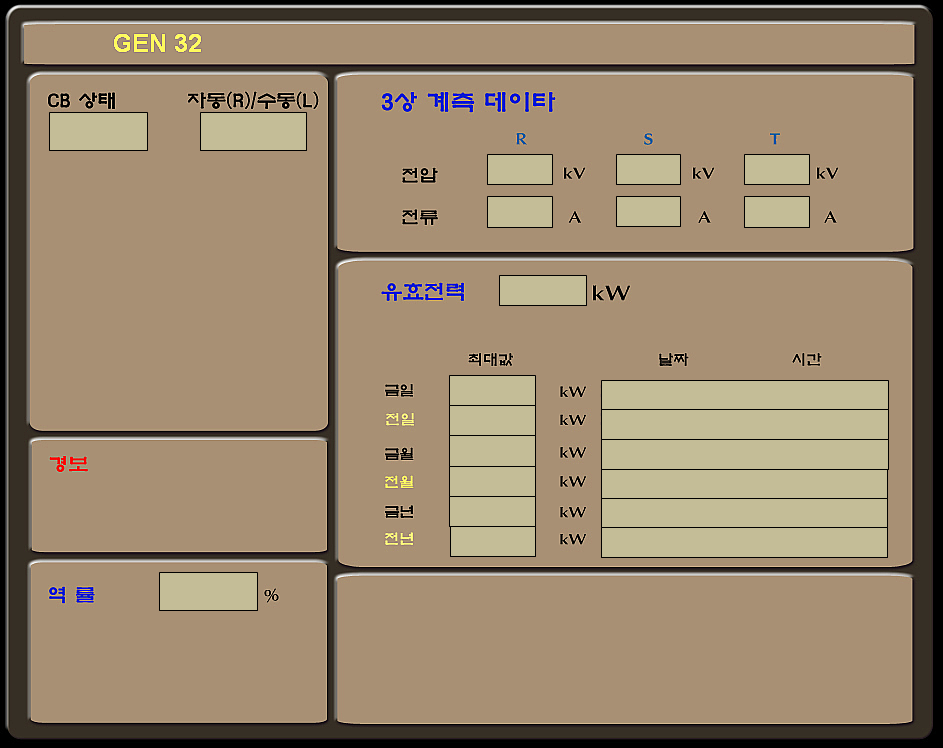 GEN 32
CB 상태 자동(R)/수동(L)
3상 계측 데이타
R S T
전압 kV kV kV
전류 A A A
유효전력 kW
최대값 날짜 시간
금일 kW
전일 kW
금월 kW
전월 kW
금년 kW
전년 kW
경보
역 률 %